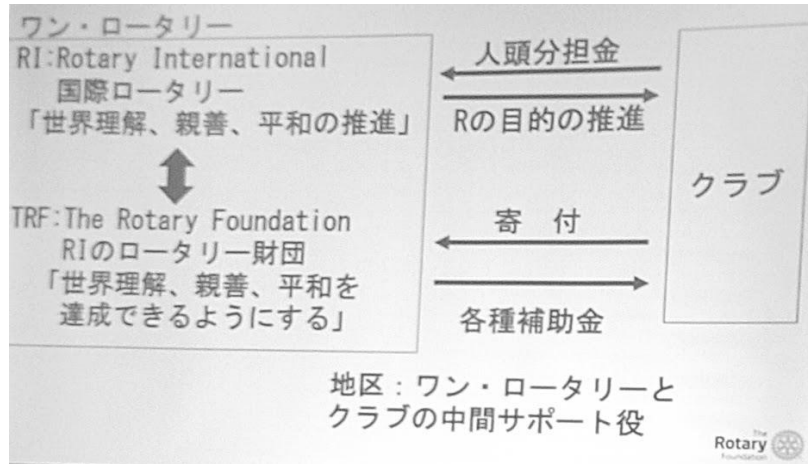 ワン・ロータリー
RI:Rotary International
国際ロータリー
「世界理解、親善、平和の推進」
TRF:The Rotary Foundation
RIのロータリー財団
「世界理解、親善、平和を
達成できるようにする」
人頭分担金
Rの目的の推進
寄　付
各種補助金
クラブ
地区：ワン・ロータリーと
クラブの中間サポート役
The
Rotary
Foundation